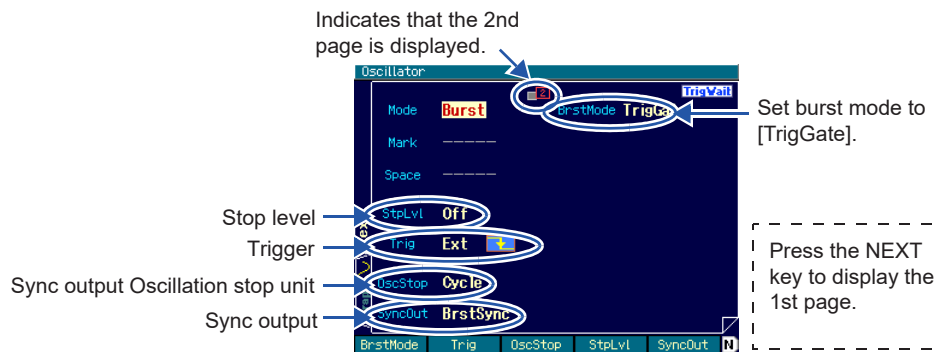 Indicates that the 2nd
page is displayed.
Oscillator
2
TrigWait
Mode Burst
BrstMode
Set burst mode to
[TrigGate].
Mark -----
Space -----
Stop level
StpLvl Off
Trigger
Trig Ext
Sync output Oscillation stop unit
OscStop Cycle
Sync output
SyncOut BrstSync
Press the NEXT
key to display the
1st page.
BrstMode Trig OscStop StpLvl SyncOut N